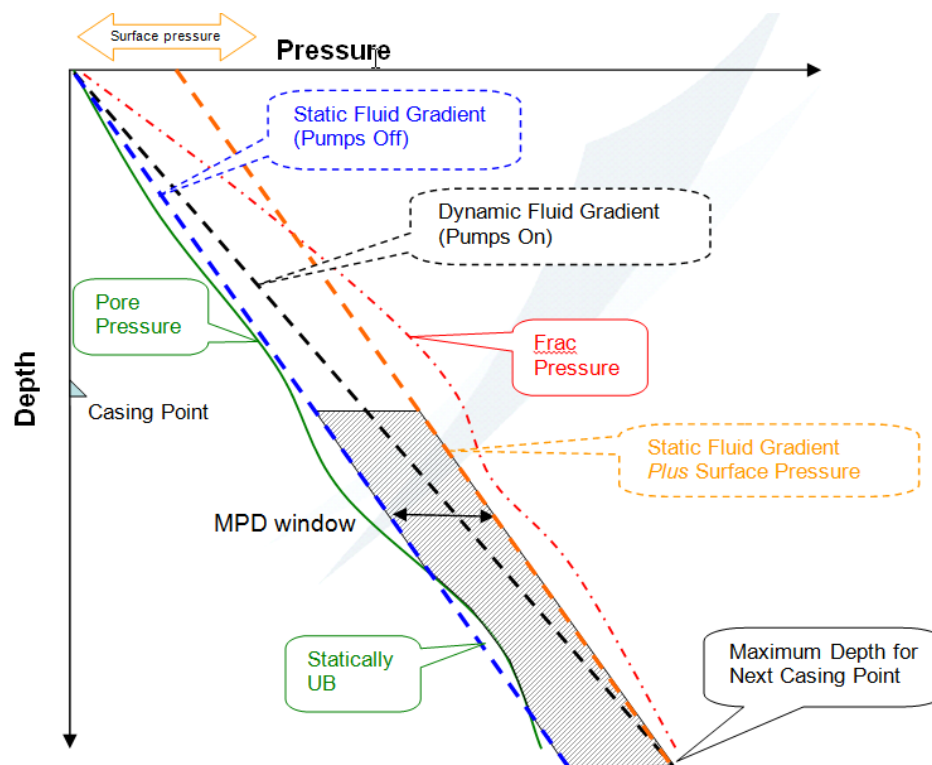 Surface pressure
Pressure
Static Fluid Gradient
(Pumps Off)
Dynamic Fluid Gradient
(Pumps On)
Pore
Pressure
Frac
Pressure
Depth
Casing Point
Static Fluid Gradient
Plus Surface Pressure
MPD window
Statically
UB
Maximum Depth for
Next Casing Point